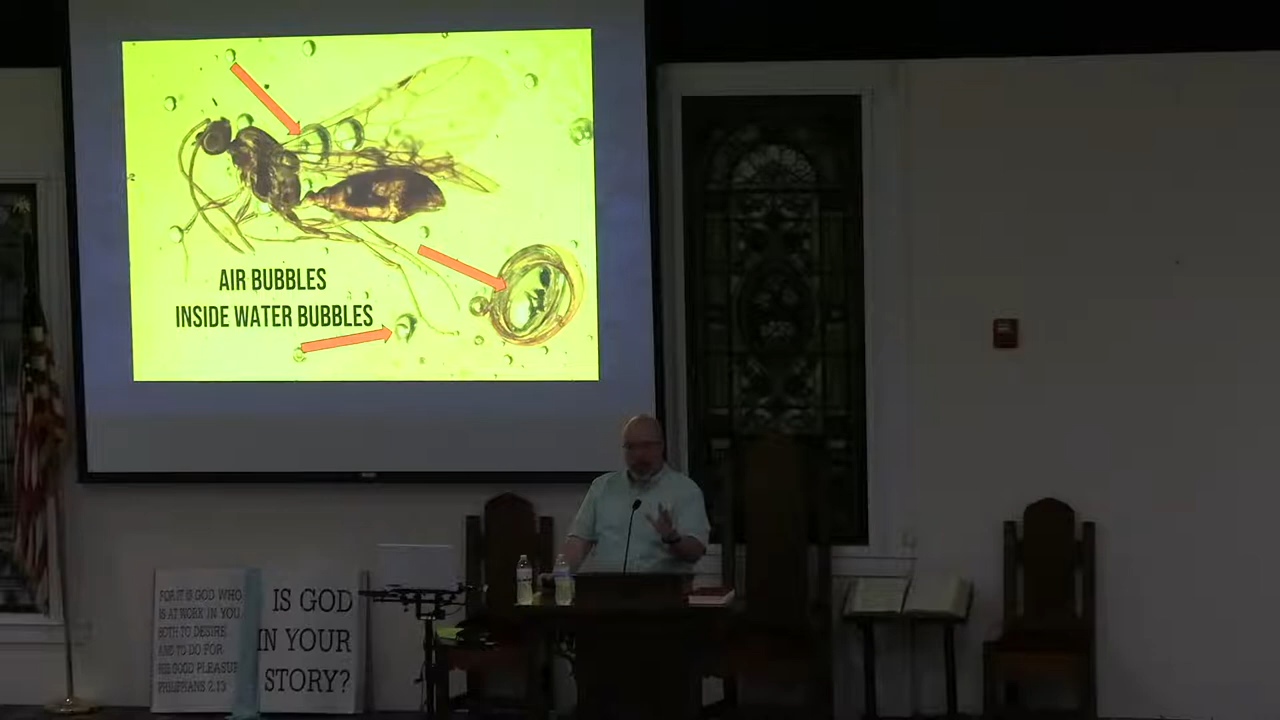 AIR BUBBLES
INSIDE WATER BUBBLES
FOR IT IS GOD WHO
IS AT WORK IN YOU
BOTH TO DESIRE
AND TO DO FOR
HIS GOOD PLEASUR
PHILIPPIANS 2:13
IS GOD
IN YOUR
STORY?